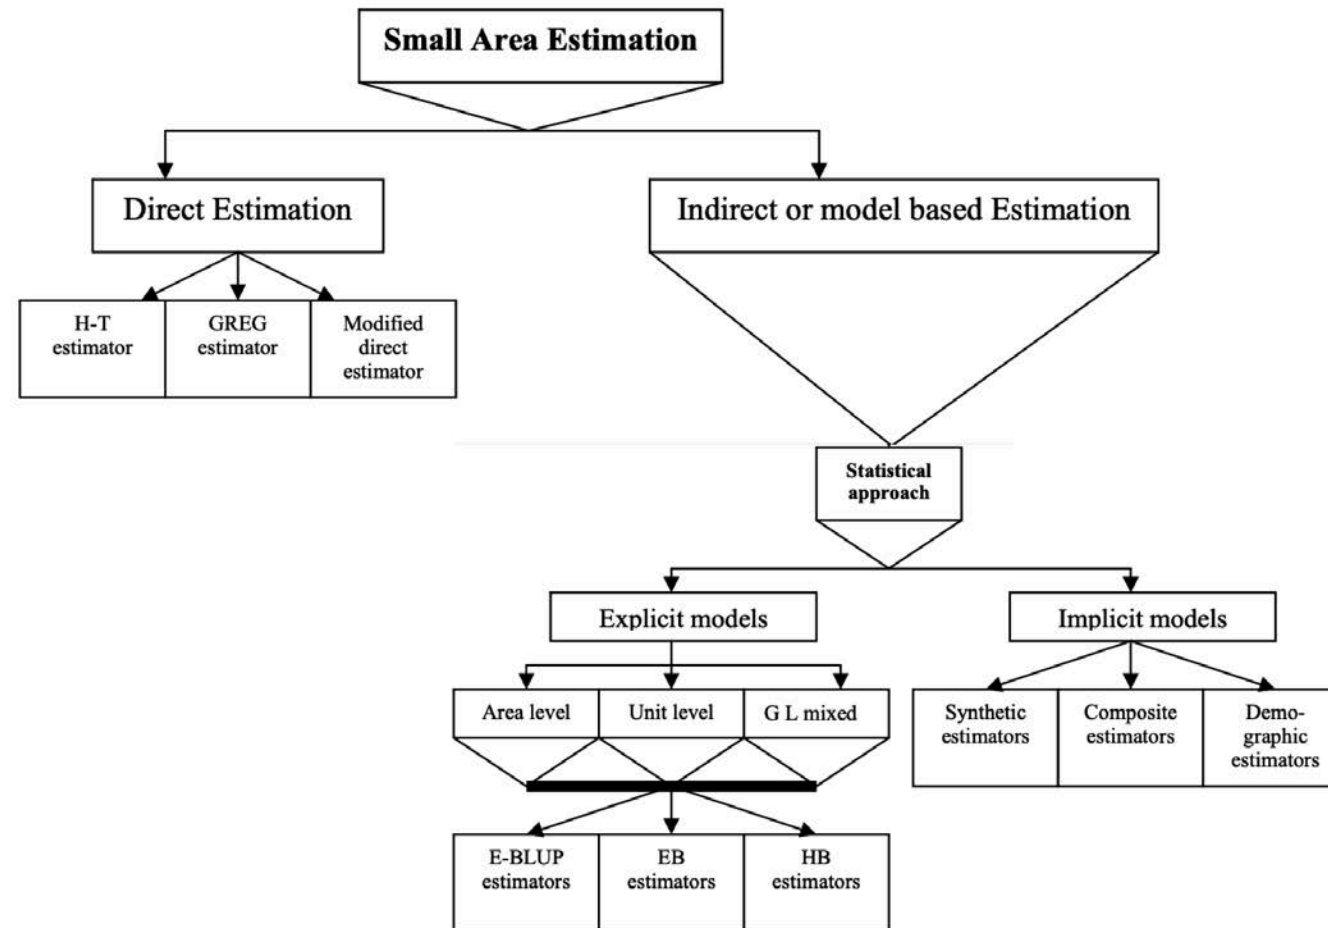 Small Area Estimation
Direct Estimation
Indirect or model based Estimation
H-T
estimator
GREG
estimator
Modified
direct
estimator
Statistical
approach
Explicit models
Implicit models
Area level
Unit level
G L mixed
Synthetic
estimators
Composite
estimators
Demo-
graphic
estimators
E-BLUP
estimators
EB
estimators
HB
estimators